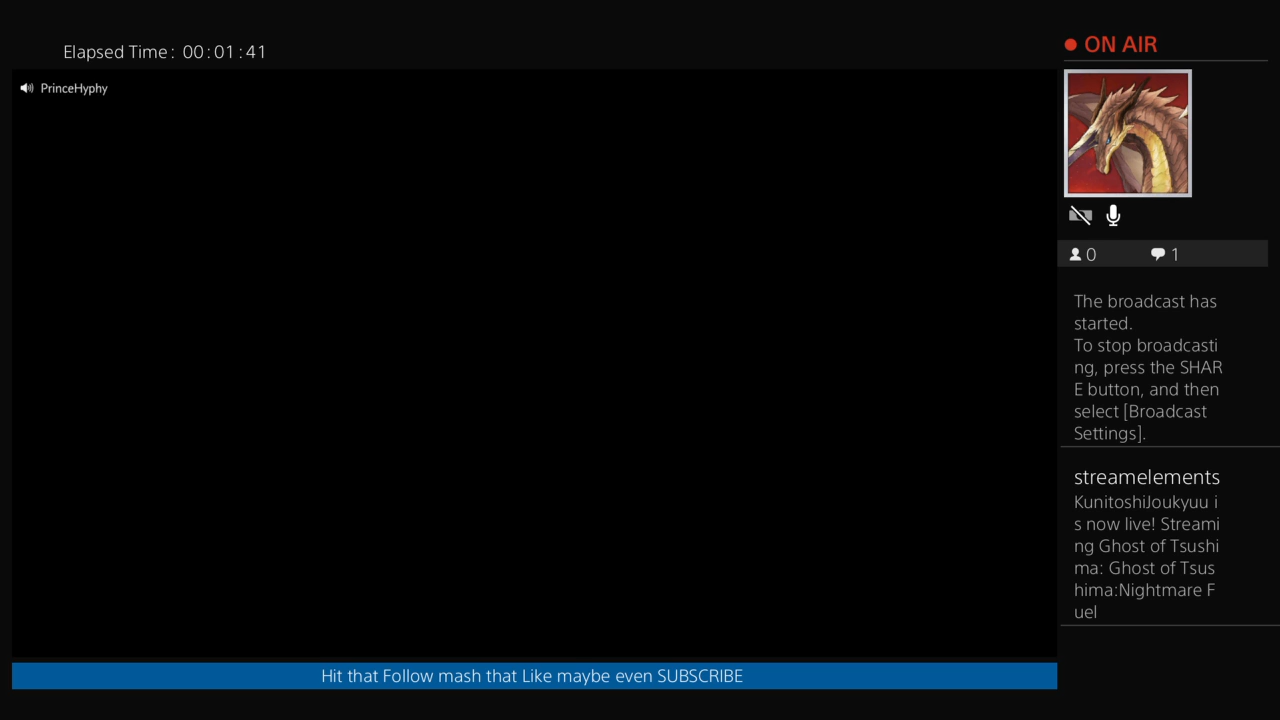 Elapsed Time: 00:01:41
ON AIR
PrinceHyphy
0 1
The broadcast has
started.
To stop broadcasti
ng, press the SHAR
E button, and then
select [Broadcast
Settings].
streamelements
KunitoshiJoukyuu i
s now live! Streami
ng Ghost of Tsushi
ma: Ghost of Tsus
hima:Nightmare F
uel
Hit that Follow mash that Like maybe even SUBSCRIBE